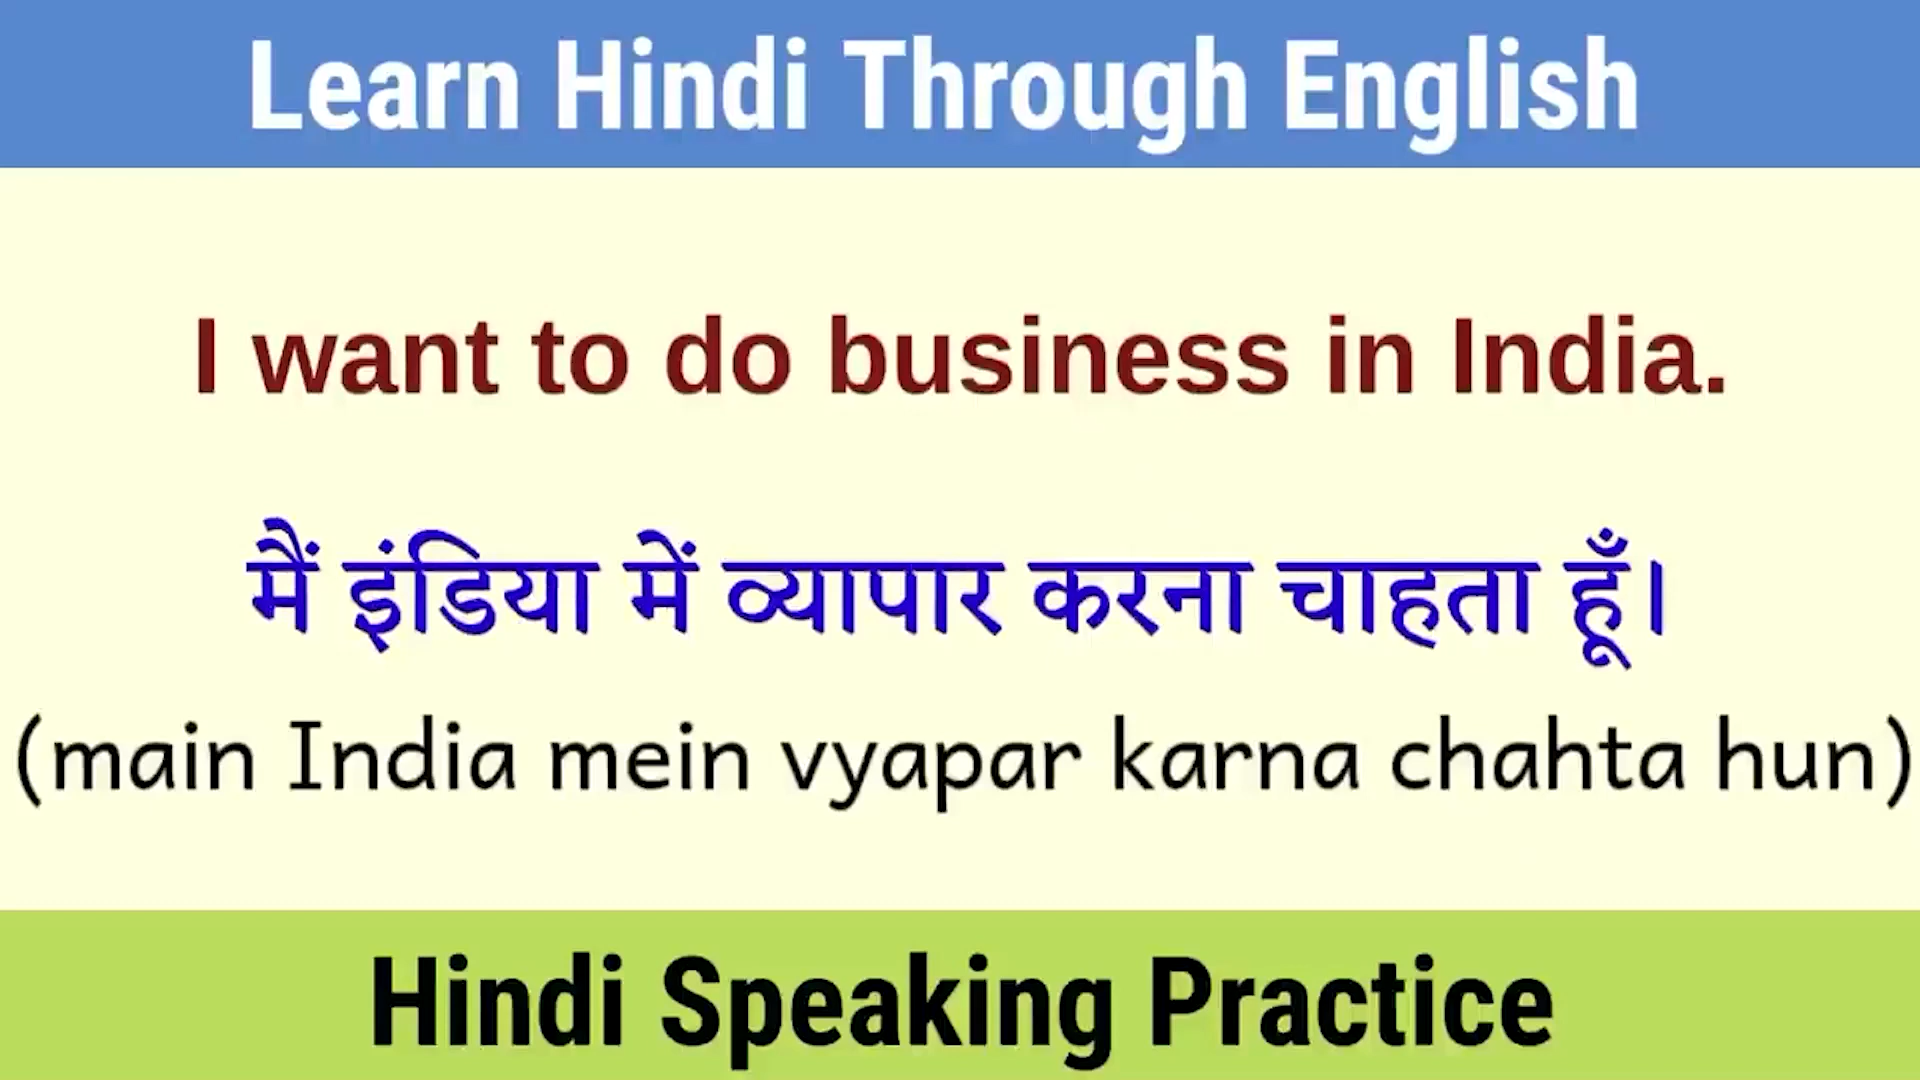 Learn Hindi Through English
I want to do business in India.
मैं इंडिया में व्यापार करना चाहता हूँ।
(main India mein vyapar karna chahta hun)
Hindi Speaking Practice